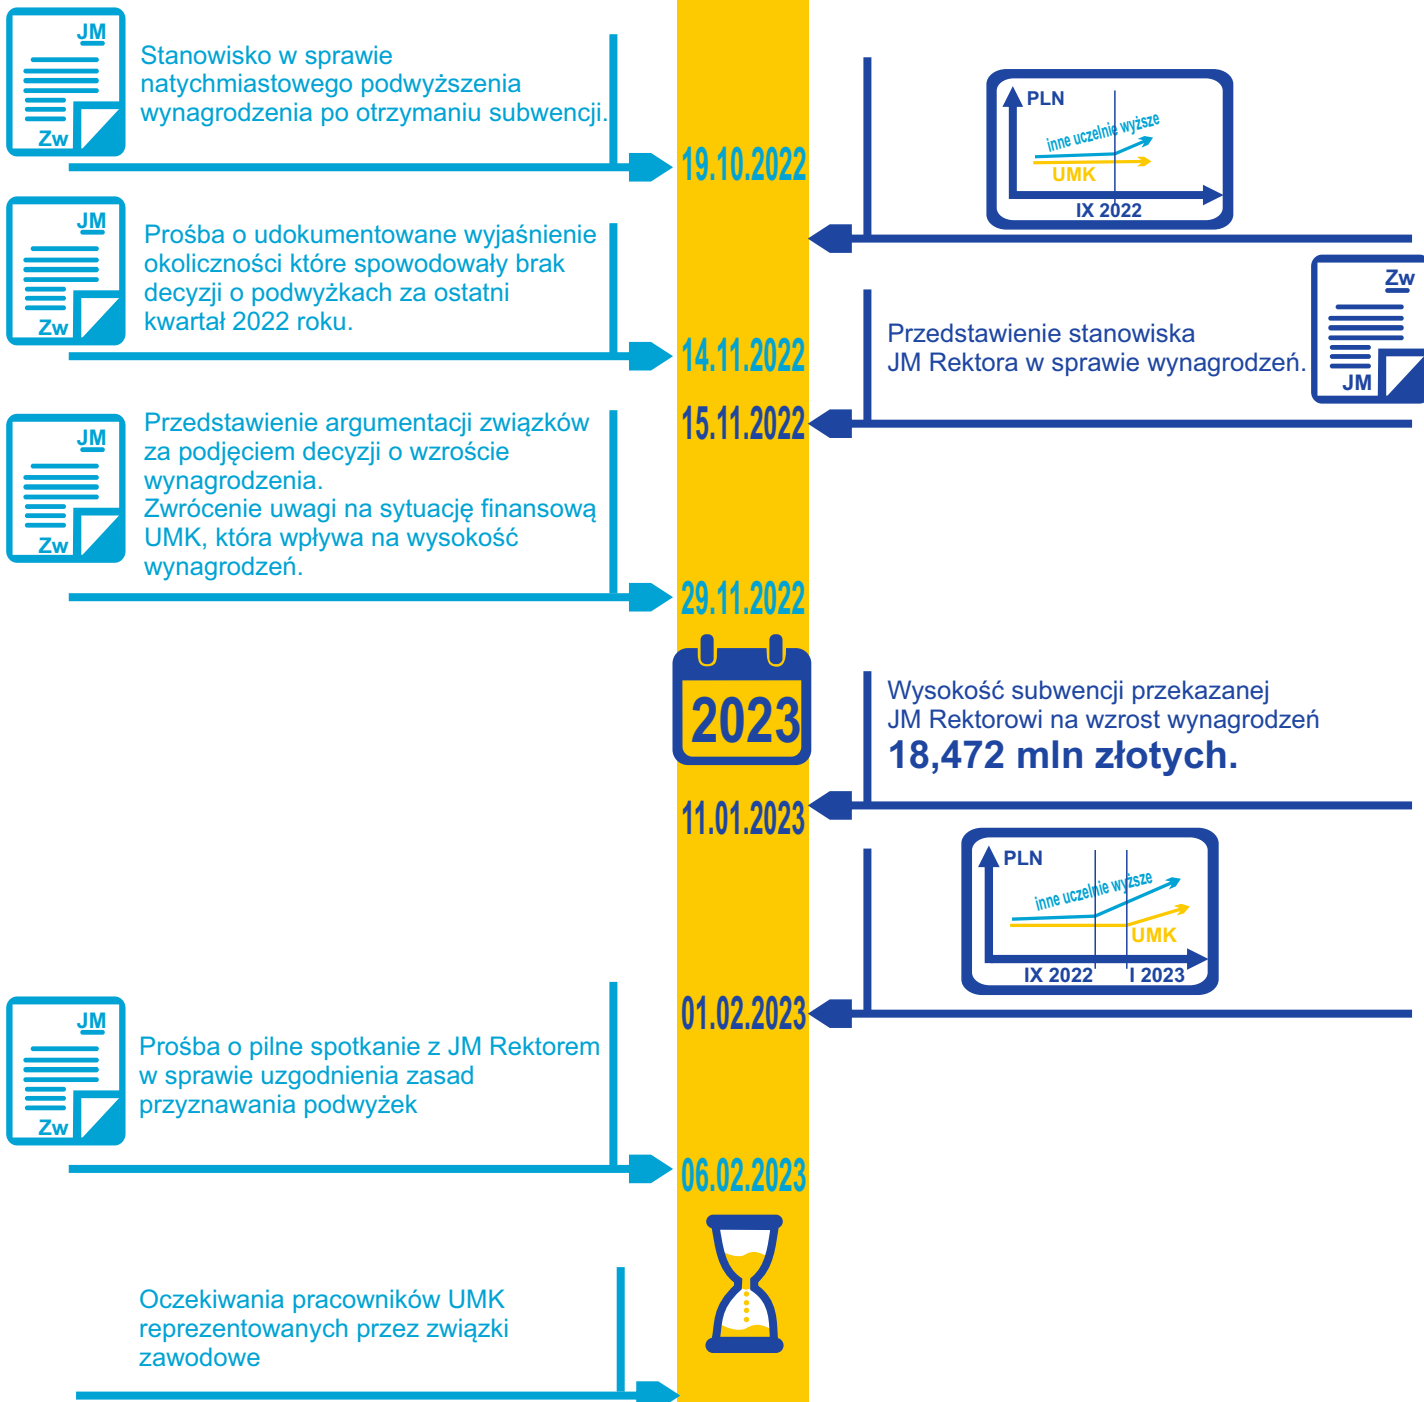 JM
Zw
Stanowisko w sprawie
natychmiastowego podwyższenia
wynagrodzenia po otrzymaniu subwencji.
19.10.2022
PLN
inne uczelnie wyższe
UMK
IX 2022
JM
Zw
Prośba o udokumentowane wyjaśnienie
okoliczności które spowodowały brak
decyzji o podwyżkach za ostatni
kwartał 2022 roku.
14.11.2022
Przedstawienie stanowiska
JM Rektora w sprawie wynagrodzeń.
Zw
JM
15.11.2022
JM
Zw
Przedstawienie argumentacji związków
za podjęciem decyzji o wzroście
wynagrodzenia.
Zwrócenie uwagi na sytuację finansową
UMK, która wpływa na wysokość
wynagrodzeń.
29.11.2022
2023
Wysokość subwencji przekazanej
JM Rektorowi na wzrost wynagrodzeń
18,472 mln złotych.
11.01.2023
PLN
inne uczelnie wyższe
UMK
IX 2022
I 2023
01.02.2023
JM
Zw
Prośba o pilne spotkanie z JM Rektorem
w sprawie uzgodnienia zasad
przyznawania podwyżek
06.02.2023
Oczekiwania pracowników UMK
reprezentowanych przez związki
zawodowe